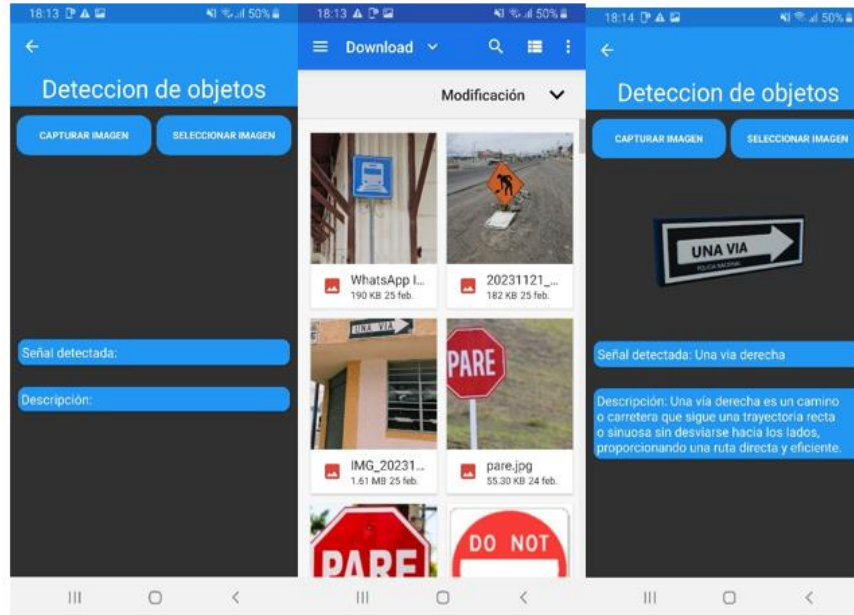 18:13
50%
Deteccion de objetos
CAPTURAR IMAGEN
SELECCIONAR IMAGEN
Señal detectada:
Descripción:
18:13
50%
Download
Modificación
WhatsApp I...
190 KB 25 feb.
20231121_...
182 KB 25 feb.
UNA VIA
PARE
IMG_20231...
1.61 MB 25 feb.
pare.jpg
55.30 KB 24 feb.
PARE
DO NOT
18:14
50%
Deteccion de objetos
CAPTURAR IMAGEN
SELECCIONAR IMAGEN
UNA VIA
POLICIA NACIONAL
Señal detectada: Una via derecha
Descripción: Una vía derecha es un camino
o carretera que sigue una trayectoria recta
o sinuosa sin desviarse hacia los lados,
proporcionando una ruta directa y eficiente.